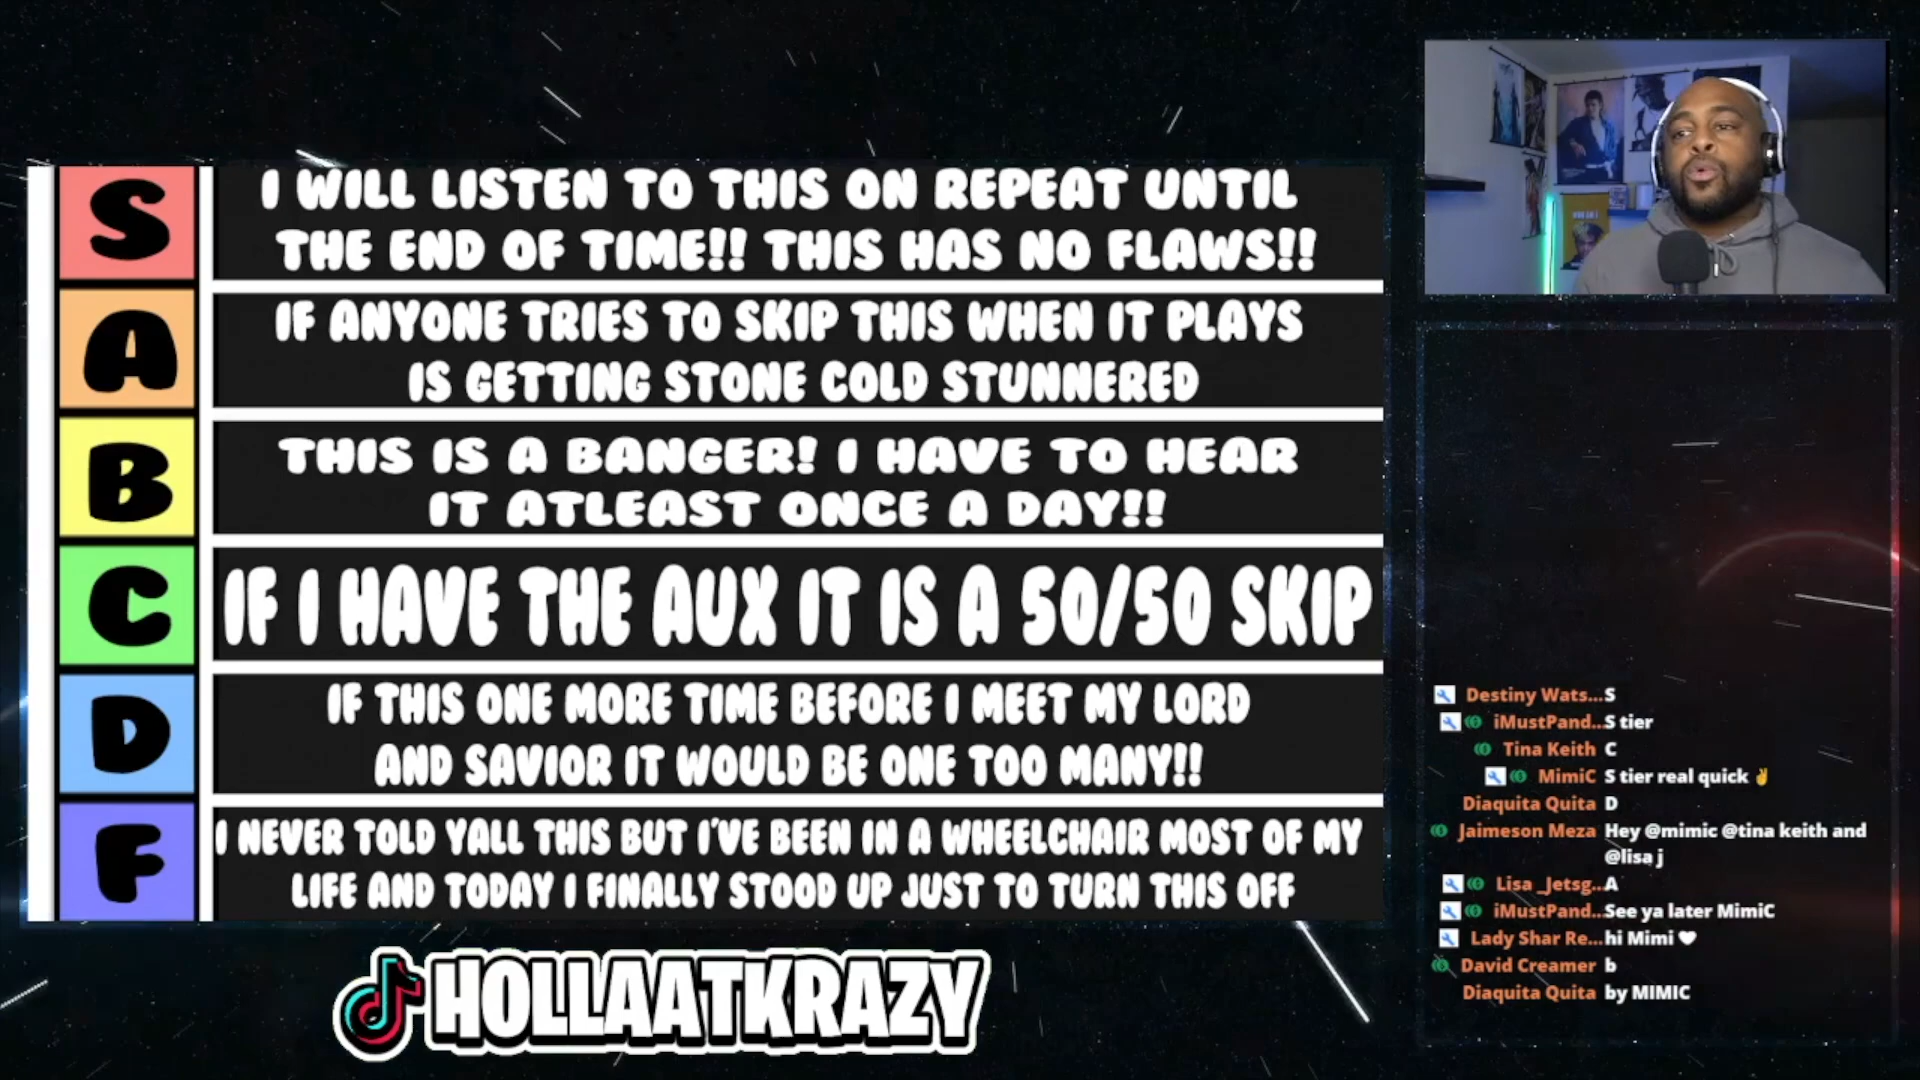 S
I WILL LISTEN TO THIS ON REPEAT UNTIL
THE END OF TIME!! THIS HAS NO FLAWS!!
A
IF ANYONE TRIES TO SKIP THIS WHEN IT PLAYS
IS GETTING STONE COLD STUNNERED
B
THIS IS A BANGER! I HAVE TO HEAR
IT ATLEAST ONCE A DAY!!
C
IF I HAVE THE AUX IT IS A 50/50 SKIP
D
IF THIS ONE MORE TIME BEFORE I MEET MY LORD
AND SAVIOR IT WOULD BE ONE TOO MANY!!
F
I NEVER TOLD YALL THIS BUT I'VE BEEN IN A WHEELCHAIR MOST OF MY
LIFE AND TODAY I FINALLY STOOD UP JUST TO TURN THIS OFF
HOLLAATKRAZY
Destiny Wats...S
iMustPand...S tier
Tina Keith C
MimiC S tier real quick ✌
Diaquita Quita D
Jaimeson Meza Hey @mimic @tina keith and
@lisa j
Lisa _Jetsg...A
iMustPand...See ya later MimiC
Lady Shar Re...hi Mimi ❤
David Creamer b
Diaquita Quita by MIMIC